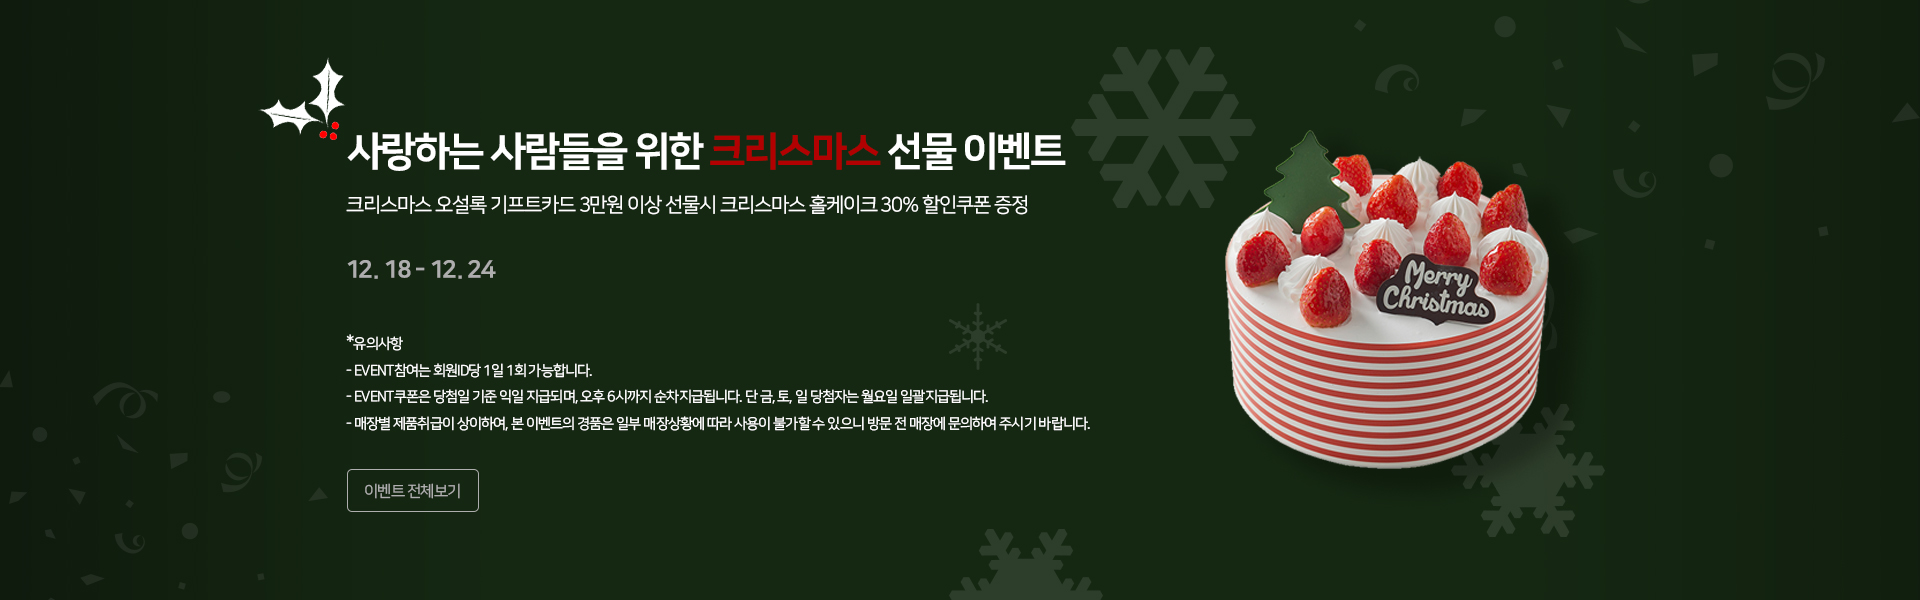 사랑하는 사람들을 위한 크리스마스 선물 이벤트
크리스마스 오설록 기프트카드 3만원 이상 선물시 크리스마스 홀케이크 30% 할인쿠폰 증정
12. 18 - 12. 24
*유의사항
- EVENT참여는 회원ID당 1일 1회 가능합니다.
- EVENT쿠폰은 당첨일 기준 익일 지급되며, 오후 6시까지 순차지급됩니다. 단 금, 토, 일 당첨자는 월요일 일괄지급됩니다.
- 매장별 제품취급이 상이하여, 본 이벤트의 경품은 일부 매장상황에 따라 사용이 불가할 수 있으니 방문 전 매장에 문의하여 주시기 바랍니다.
이벤트 전체보기
Merry
Christmas